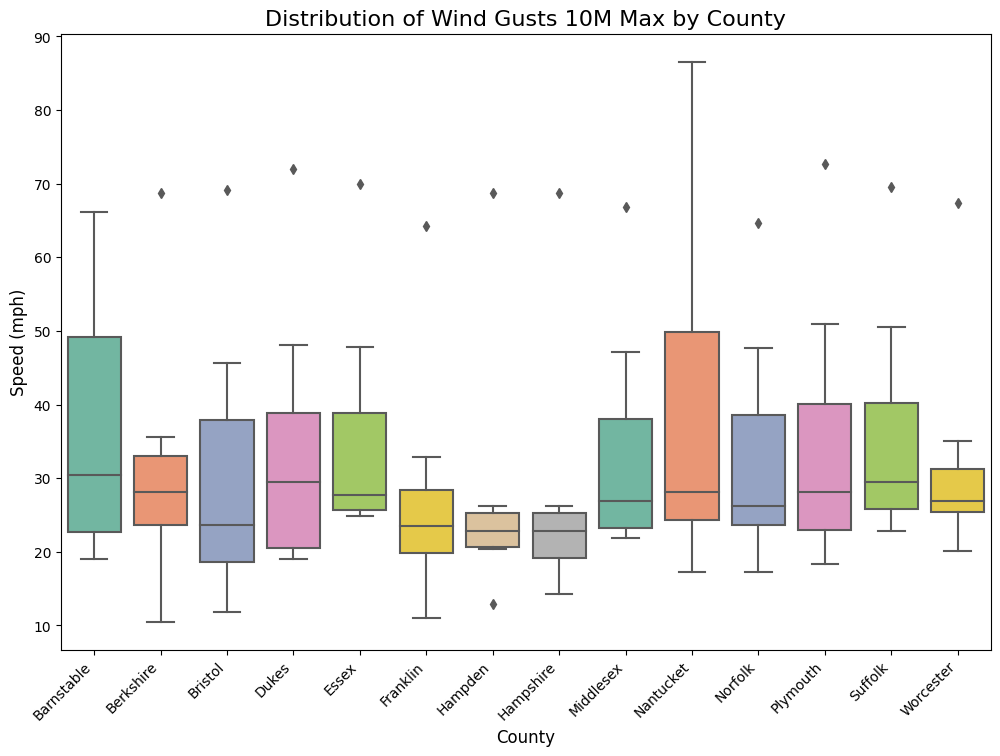 Distribution of Wind Gusts 10M Max by County
90
80
70
60
50
40
30
20
10
Speed (mph)
Barnstable
Berkshire
Bristol
Dukes
Essex
Franklin
Hampden
Hampshire
Middlesex
Nantucket
Norfolk
Plymouth
Suffolk
Worcester
County